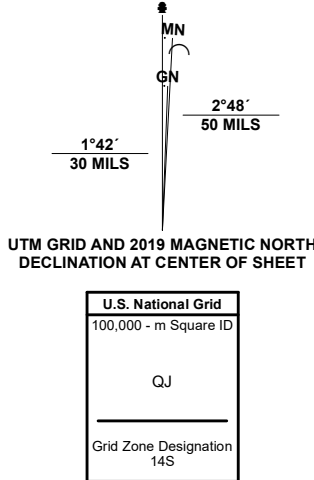 MN
GN
2°48´
50 MILS
1°42´
30 MILS
UTM GRID AND 2019 MAGNETIC NORTH
DECLINATION AT CENTER OF SHEET
U.S. National Grid
100,000 - m Square ID
QJ
Grid Zone Designation
14S